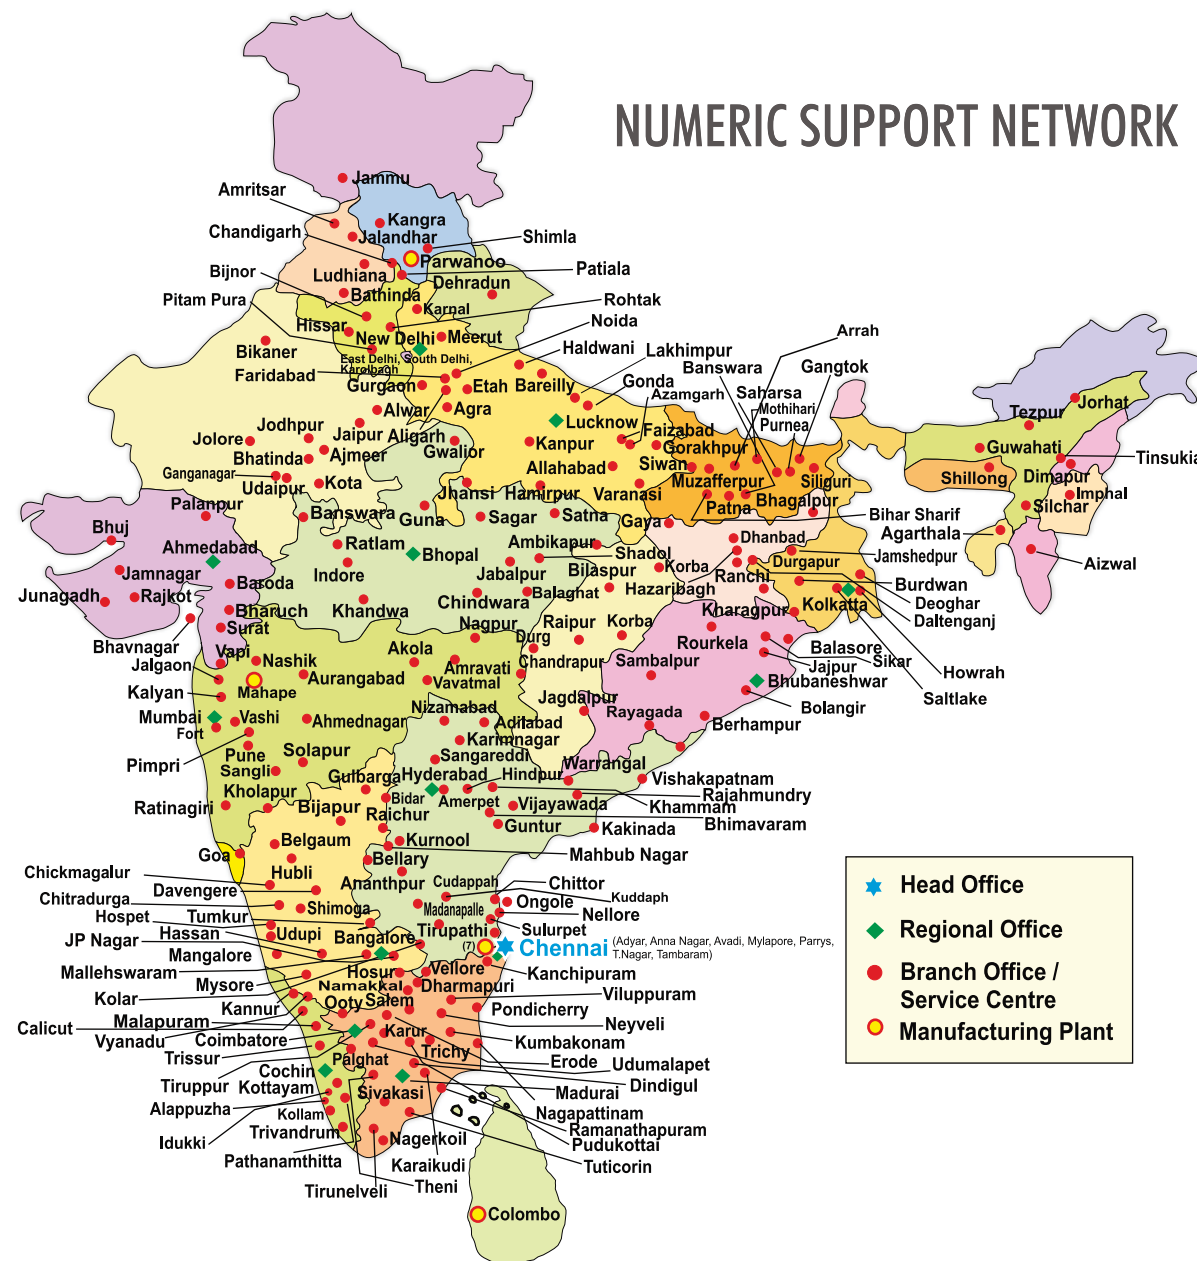 NUMERIC SUPPORT NETWORK
Jammu
Amritsar
Kangra
Chandigarh
Jalandhar
Shimla
Parwanoo
Bijnor
Ludhiana
Patiala
Dehradun
Pitam Pura
Bathinda
Rohtak
Karnal
Hissar
Noida
New Delhi
Meerut
Arrah
Bikaner
East Delhi, South Delhi,
Karolbagh
Haldwani
Lakhimpur
Faridabad
Banswara
Gangtok
Gurgaon
Etah
Bareilly
Gonda
Azamgarh
Saharsa
Jorhat
Alwar
Agra
Mothihari
Tezpur
Jodhpur
Lucknow
Purnea
Jolore
Jaipur
Aligarh
Faizabad
Kanpur
Gwalior
Gorakhpur
Guwahati
Bhatinda
Ajmeer
Tinsukia
Allahabad
Siwan
Ganganagar
Shillong
Dimapur
Udaipur
Kota
Jhansi
Hamirpur
Varanasi
Muzafferpur
Siliguri
Imphal
Palanpur
Banswara
Guna
Sagar
Satna
Patna
Bhagalpur
Silchar
Bhuj
Gaya
Bihar Sharif
Agarthala
Ahmedabad
Ratlam
Bhopal
Ambikapur
Dhanbad
Shadol
Jamshedpur
Aizwal
Jamnagar
Indore
Jabalpur
Bilaspur
Korba
Durgapur
Baroda
Ranchi
Burdwan
Junagadh
Rajkot
Balaghat
Hazaribagh
Bharuch
Khandwa
Chindwara
Kharagpur
Kolkatta
Deoghar
Daltenganj
Surat
Nagpur
Durg
Raipur
Korba
Rourkela
Bhavnagar
Vapi
Akola
Balasore
Jalgaon
Nashik
Amravati
Chandrapur
Sambalpur
Jajpur
Sikar
Howrah
Aurangabad
Vavatmal
Bhubaneshwar
Kalyan
Mahape
Jagdalpur
Saltlake
Nizamabad
Bolangir
Mumbai
Vashi
Ahmednagar
Adilabad
Rayagada
Berhampur
Fort
Karimnagar
Pune
Solapur
Sangareddi
Pimpri
Sangli
Gulbarga
Hyderabad
Hindpur
Warrangal
Vishakapatnam
Kholapur
Rajahmundry
Ratinagiri
Bijapur
Bidar
Amerpet
Vijayawada
Khammam
Raichur
Guntur
Bhimavaram
Kakinada
Belgaum
Kurnool
Goa
Mahbub Nagar
Bellary
Hubli
Chickmagalur
Ananthpur
Cudappah
Chittor
Davengere
Kuddaph
Chitradurga
Shimoga
Madanapalle
Ongole
Hospet
Tumkur
Nellore
Hassan
Udupi
Bangalore
Tirupathi
Sulurpet
JP Nagar
(7)
Chennai
(Adyar, Anna Nagar, Avadi, Mylapore, Parrys,
T.Nagar, Tambaram)
Mangalore
Mallehswaram
Hosur
Vellore
Kanchipuram
Mysore
Namakkal
Dharmapuri
Kolar
Viluppuram
Kannur
Ooty
Salem
Pondicherry
Malapuram
Calicut
Neyveli
Vyanadu
Coimbatore
Karur
Kumbakonam
Trissur
Palghat
Trichy
Erode
Udumalapet
Cochin
Tiruppur
Dindigul
Kottayam
Sivakasi
Madurai
Alappuzha
Kollam
Nagapattinam
Trivandrum
Ramanathapuram
Idukki
Nagerkoil
Pudukottai
Pathanamthitta
Karaikudi
Tuticorin
Tirunelveli
Theni
Colombo
Head Office
Regional Office
Branch Office /
Service Centre
Manufacturing Plant